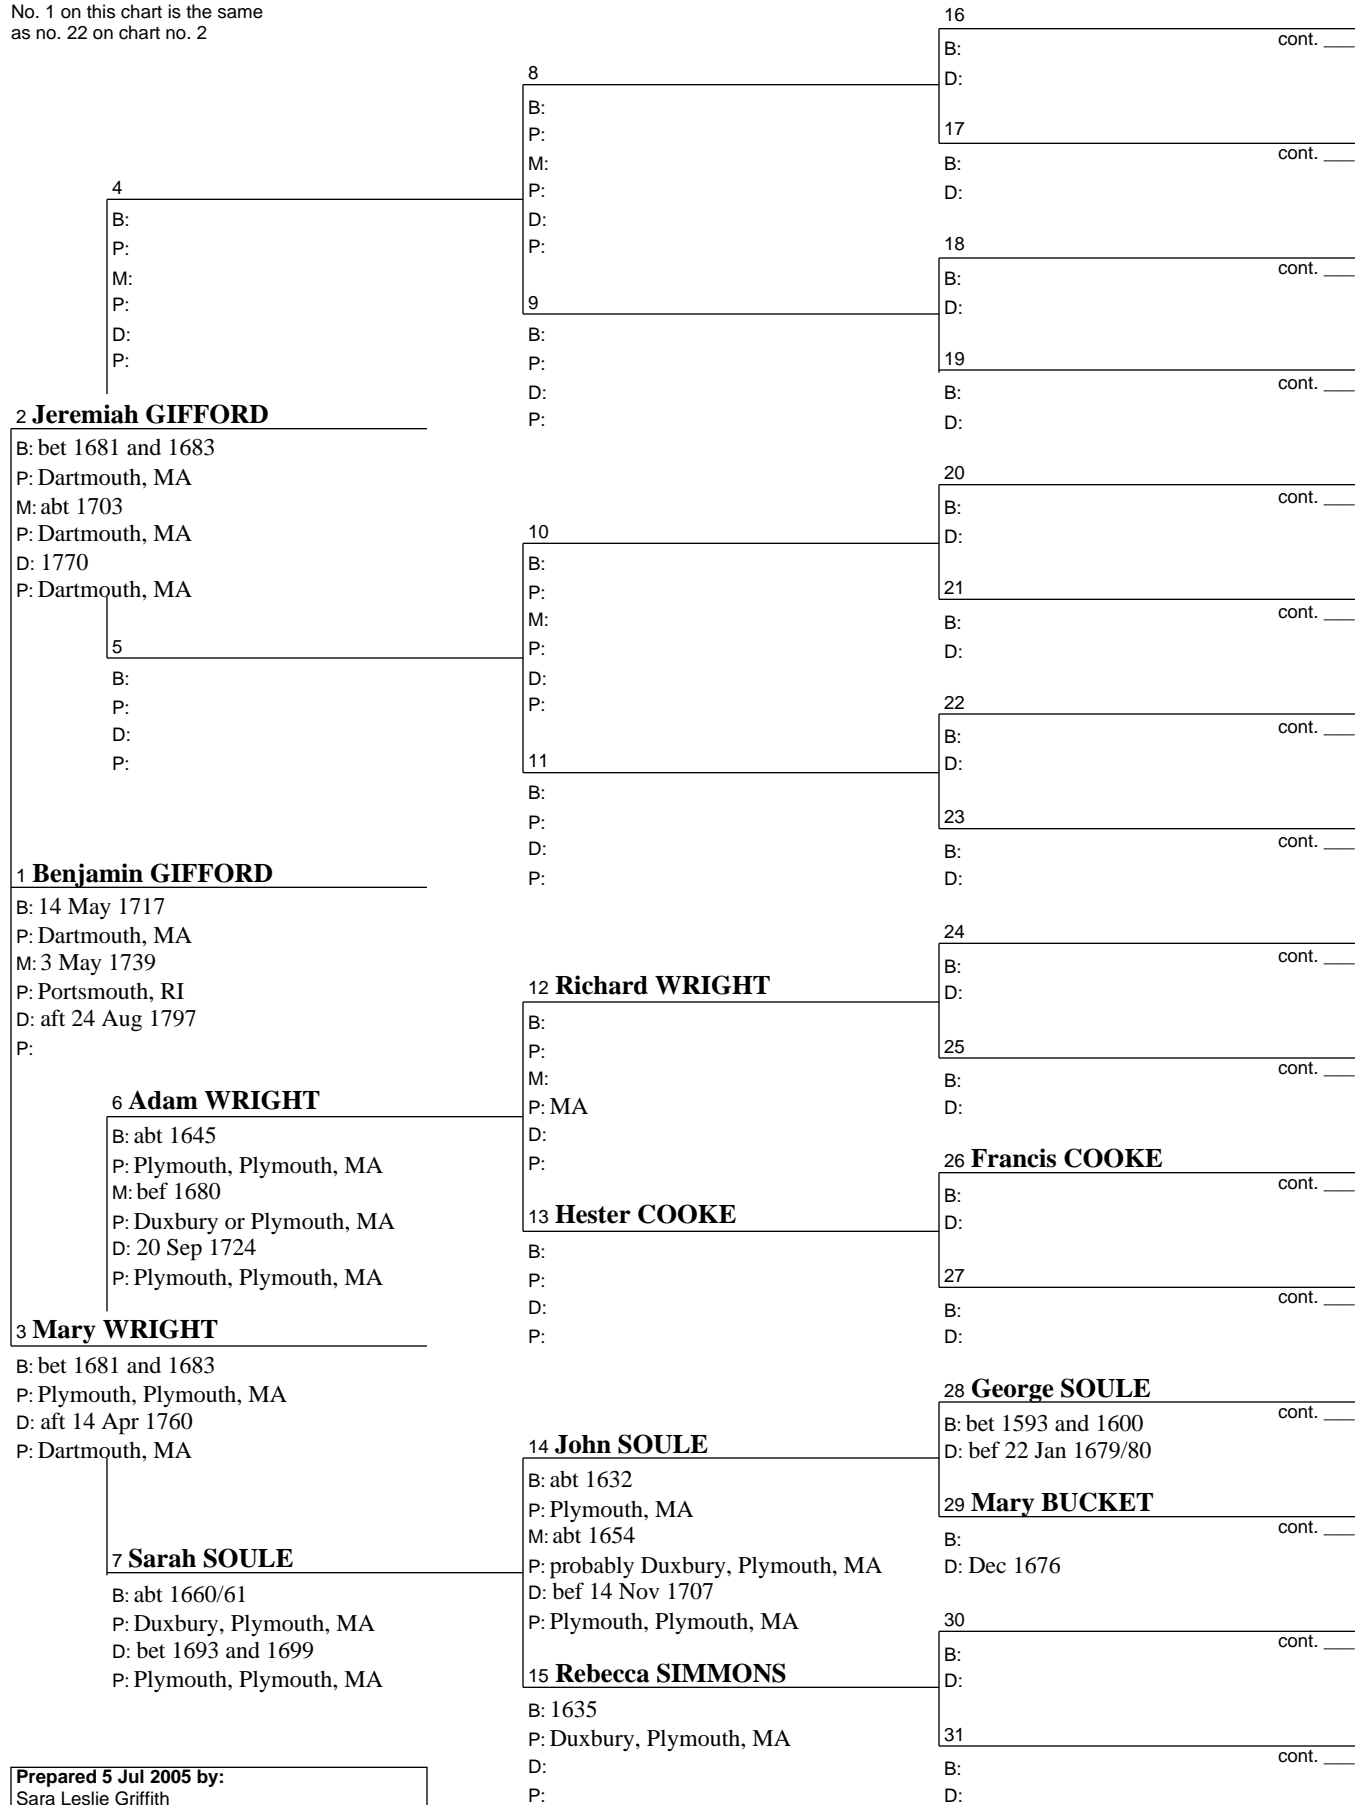 No. 1 on this chart is the same
as no. 22 on chart no. 2
16
cont. ___
B:
D:
8
B:
P:
M:
P:
D:
P:
17
cont. ___
B:
D:
4
B:
P:
M:
P:
D:
P:
18
cont. ___
B:
D:
9
B:
P:
D:
P:
19
cont. ___
B:
D:
2 Jeremiah GIFFORD
B: bet 1681 and 1683
P: Dartmouth, MA
M: abt 1703
P: Dartmouth, MA
D: 1770
P: Dartmouth, MA
20
cont. ___
B:
D:
10
B:
P:
M:
P:
D:
P:
21
cont. ___
B:
D:
5
B:
P:
D:
P:
22
cont. ___
B:
D:
11
B:
P:
D:
P:
23
cont. ___
B:
D:
1 Benjamin GIFFORD
B: 14 May 1717
P: Dartmouth, MA
M: 3 May 1739
P: Portsmouth, RI
D: aft 24 Aug 1797
P:
24
cont. ___
B:
D:
12 Richard WRIGHT
B:
P:
M:
P: MA
D:
P:
25
cont. ___
B:
D:
6 Adam WRIGHT
B: abt 1645
P: Plymouth, Plymouth, MA
M: bef 1680
P: Duxbury or Plymouth, MA
D: 20 Sep 1724
P: Plymouth, Plymouth, MA
26 Francis COOKE
cont. ___
B:
D:
13 Hester COOKE
B:
P:
D:
P:
27
cont. ___
B:
D:
3 Mary WRIGHT
B: bet 1681 and 1683
P: Plymouth, Plymouth, MA
D: aft 14 Apr 1760
P: Dartmouth, MA
28 George SOULE
cont. ___
B: bet 1593 and 1600
D: bef 22 Jan 1679/80
14 John SOULE
B: abt 1632
P: Plymouth, MA
M: abt 1654
P: probably Duxbury, Plymouth, MA
D: bef 14 Nov 1707
P: Plymouth, Plymouth, MA
29 Mary BUCKET
cont. ___
B:
D: Dec 1676
7 Sarah SOULE
B: abt 1660/61
P: Duxbury, Plymouth, MA
D: bet 1693 and 1699
P: Plymouth, Plymouth, MA
30
cont. ___
B:
D:
15 Rebecca SIMMONS
B: 1635
P: Duxbury, Plymouth, MA
D:
P:
31
cont. ___
B:
D:
Prepared 5 Jul 2005 by:
Sara Leslie Griffith